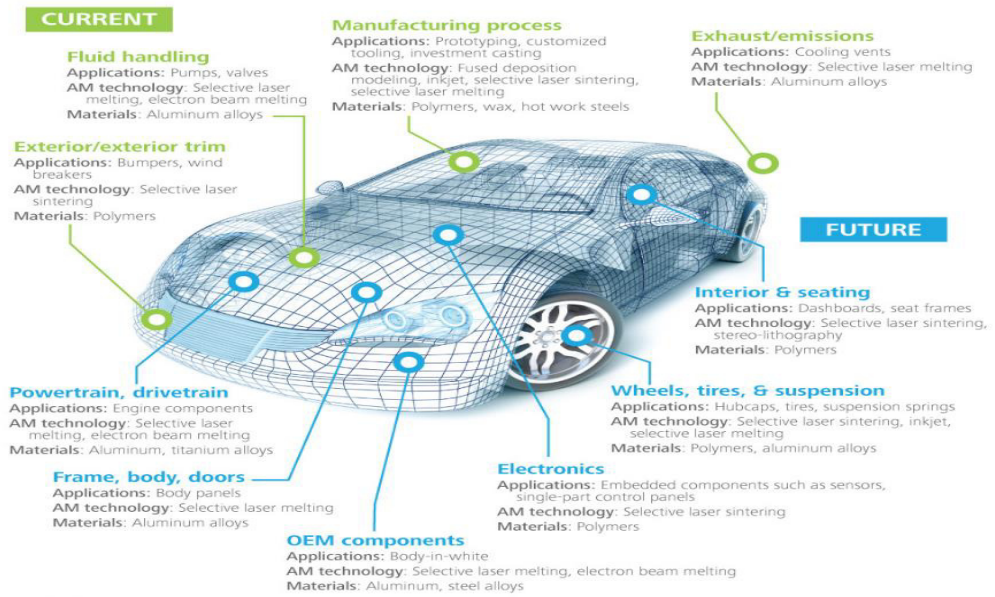 CURRENT
Fluid handling
Applications: Pumps, valves
AM technology: Selective laser
melting, electron beam melting
Materials: Aluminum alloys
Manufacturing process
Applications: Prototyping, customized
tooling, investment casting
AM technology: Fused deposition
modeling, inkjet, selective laser sintering,
selective laser melting
Materials: Polymers, wax, hot work steels
Exhaust/emissions
Applications: Cooling vents
AM technology: Selective laser melting
Materials: Aluminum alloys
Exterior/exterior trim
Applications: Bumpers, wind
breakers
AM technology: Selective laser
sintering
Materials: Polymers
FUTURE
Interior & seating
Applications: Dashboards, seat frames
AM technology: Selective laser sintering,
stereo-lithography
Materials: Polymers
Powertrain, drivetrain
Applications: Engine components
AM technology: Selective laser
melting, electron beam melting
Materials: Aluminum, titanium alloys
Wheels, tires, & suspension
Applications: Hubcaps, tires, suspension springs
AM technology: Selective laser sintering, inkjet,
selective laser melting
Materials: Polymers, aluminum alloys
Frame, body, doors
Applications: Body panels
AM technology: Selective laser melting
Materials: Aluminum alloys
Electronics
Applications: Embedded components such as sensors,
single-part control panels
AM technology: Selective laser sintering
Materials: Polymers
OEM components
Applications: Body-in-white
AM technology: Selective laser melting, electron beam melting
Materials: Aluminum, steel alloys